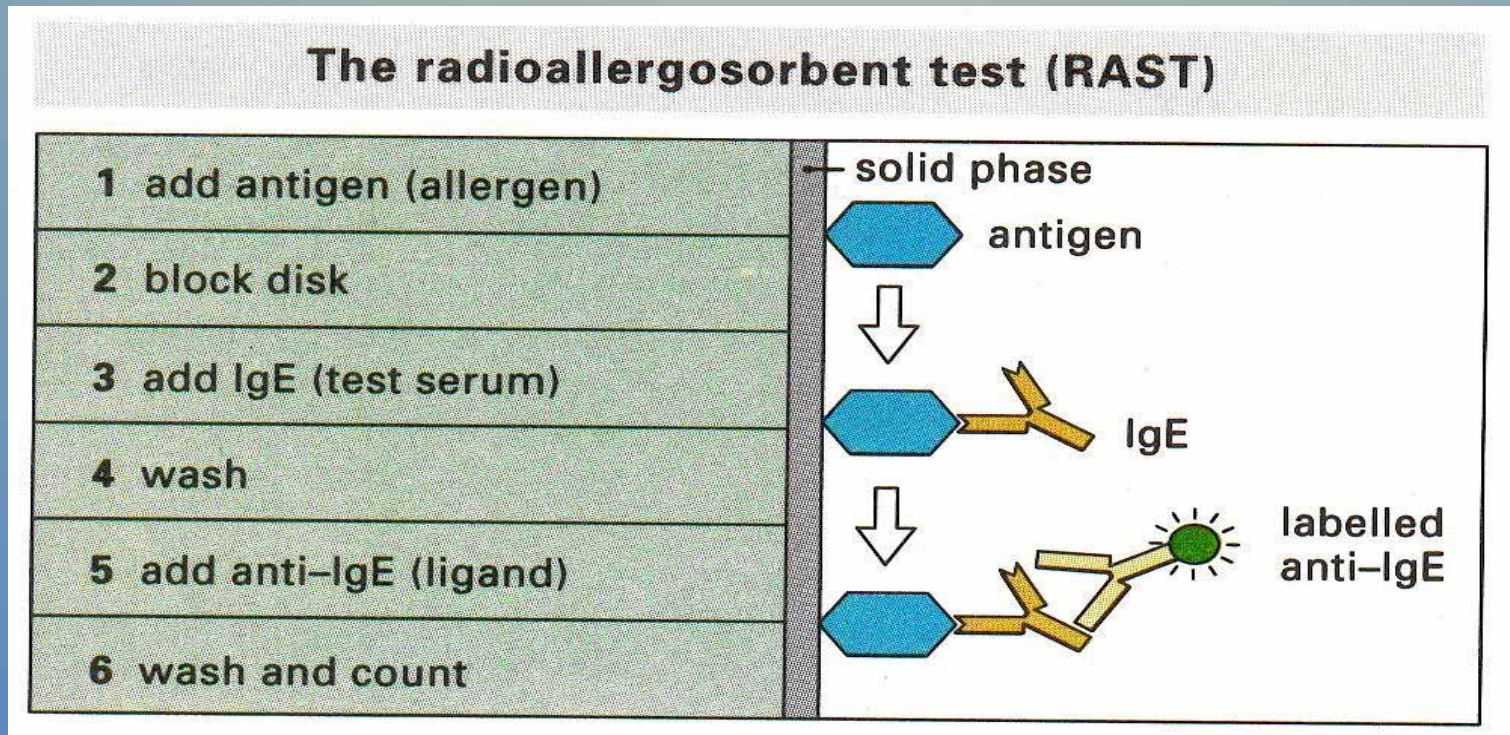 The radioallergosorbent test (RAST)
1 add antigen (allergen)
2 block disk
3 add IgE (test serum)
4 wash
5 add anti–IgE (ligand)
6 wash and count
solid phase
antigen
IgE
labelled
anti–IgE